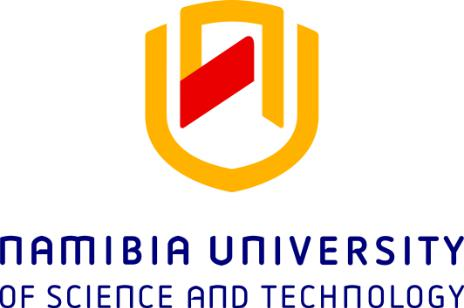 NAMIBIA UNIVERSITY
OF SCIENCE AND TECHNOLOGY